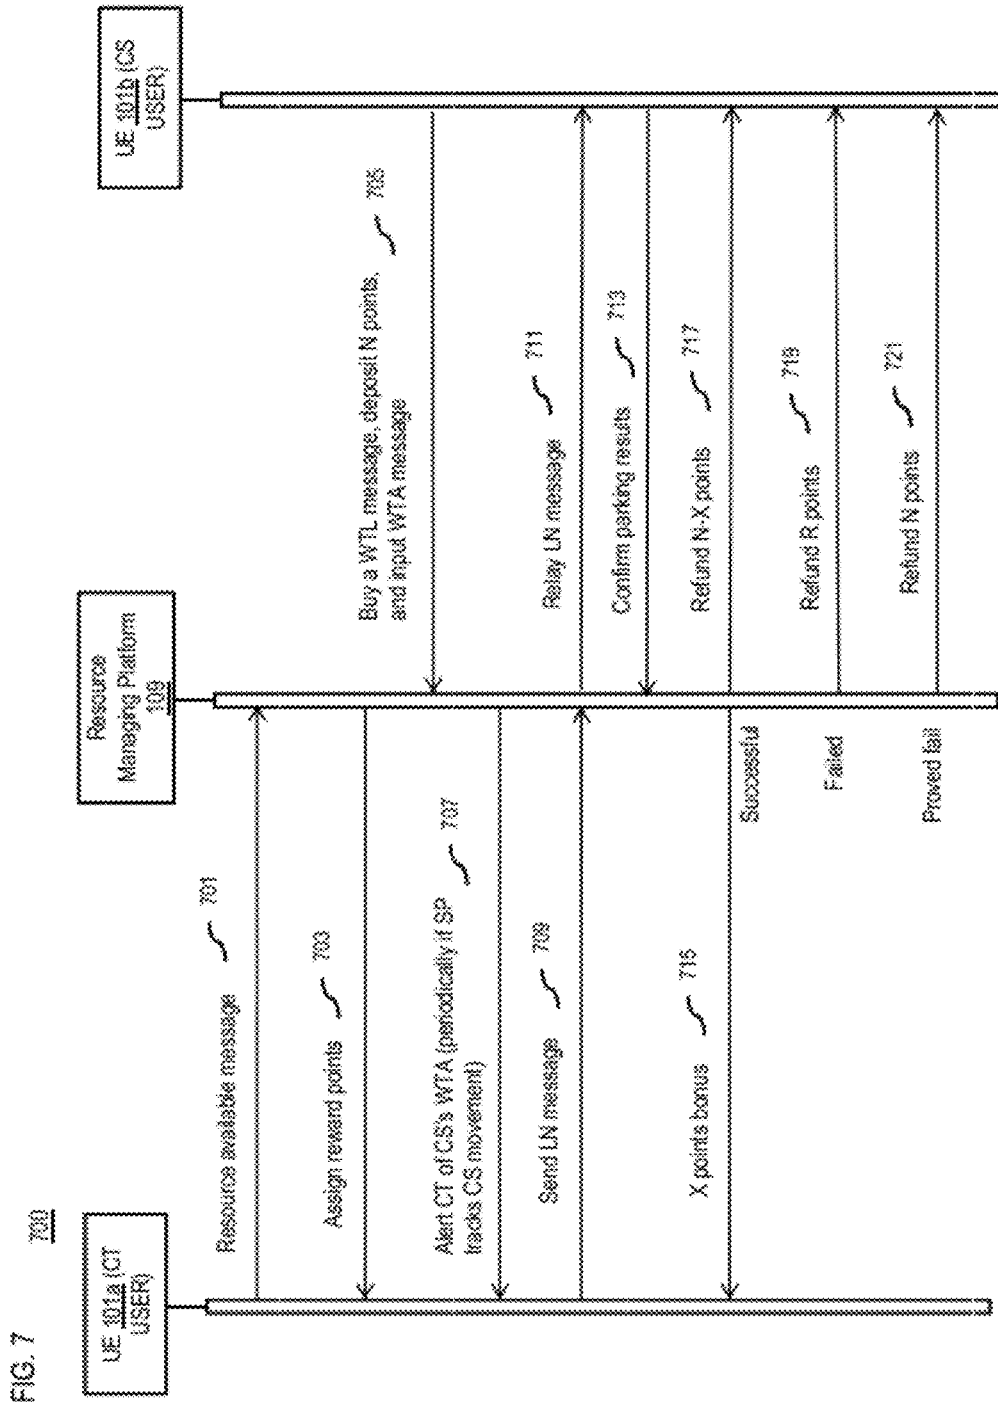 FIG. 7
700
UE 101a (CT
USER)
Resource
Managing Platform
109
UE 101b (CS
USER)
Resource available message
701
Assign reward points
703
Buy a WTL message, deposit N points,
and input WTA message
705
Alert CT of CS's WTA (periodically if SP
tracks CS movement)
707
Send LN message
709
Relay LN message
711
Confirm parking results
713
X points bonus
715
Successful
Refund N-X points
717
Failed
Refund R points
719
Proved fail
Refund N points
721